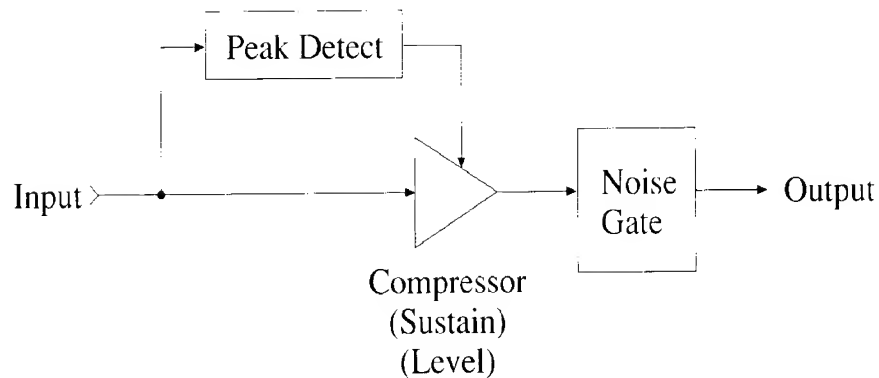 Peak Detect
Input
Noise
Gate
Output
Compressor
(Sustain)
(Level)